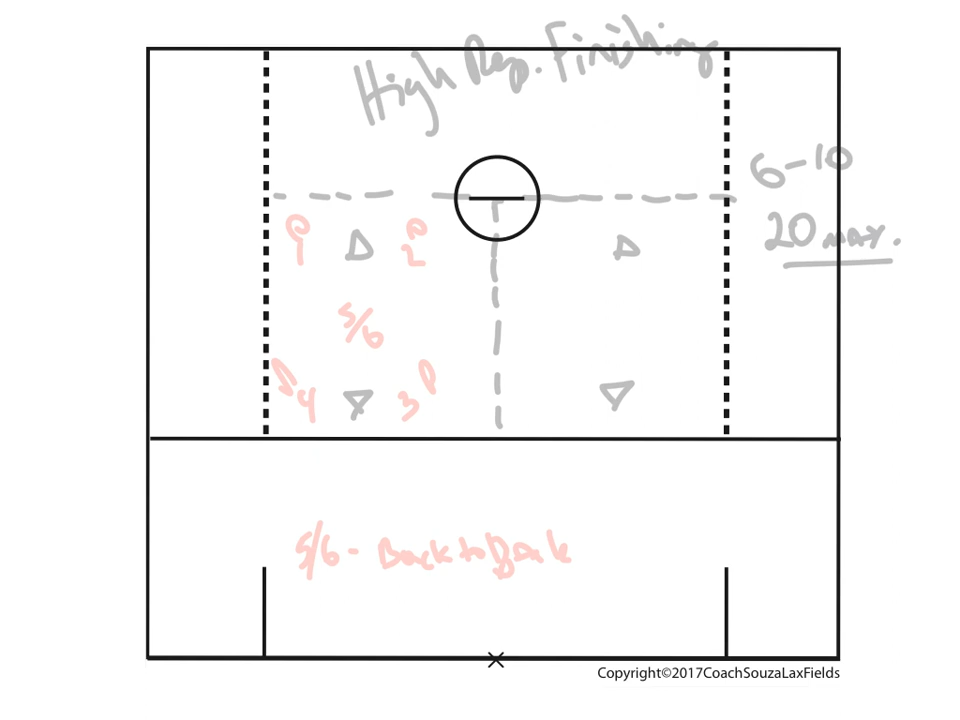 High Rep. Finishing
6-10
20 max.
1 2
5/6
4 3
5/6 - Back to Back
Copyright©2017CoachSouzaLaxFields